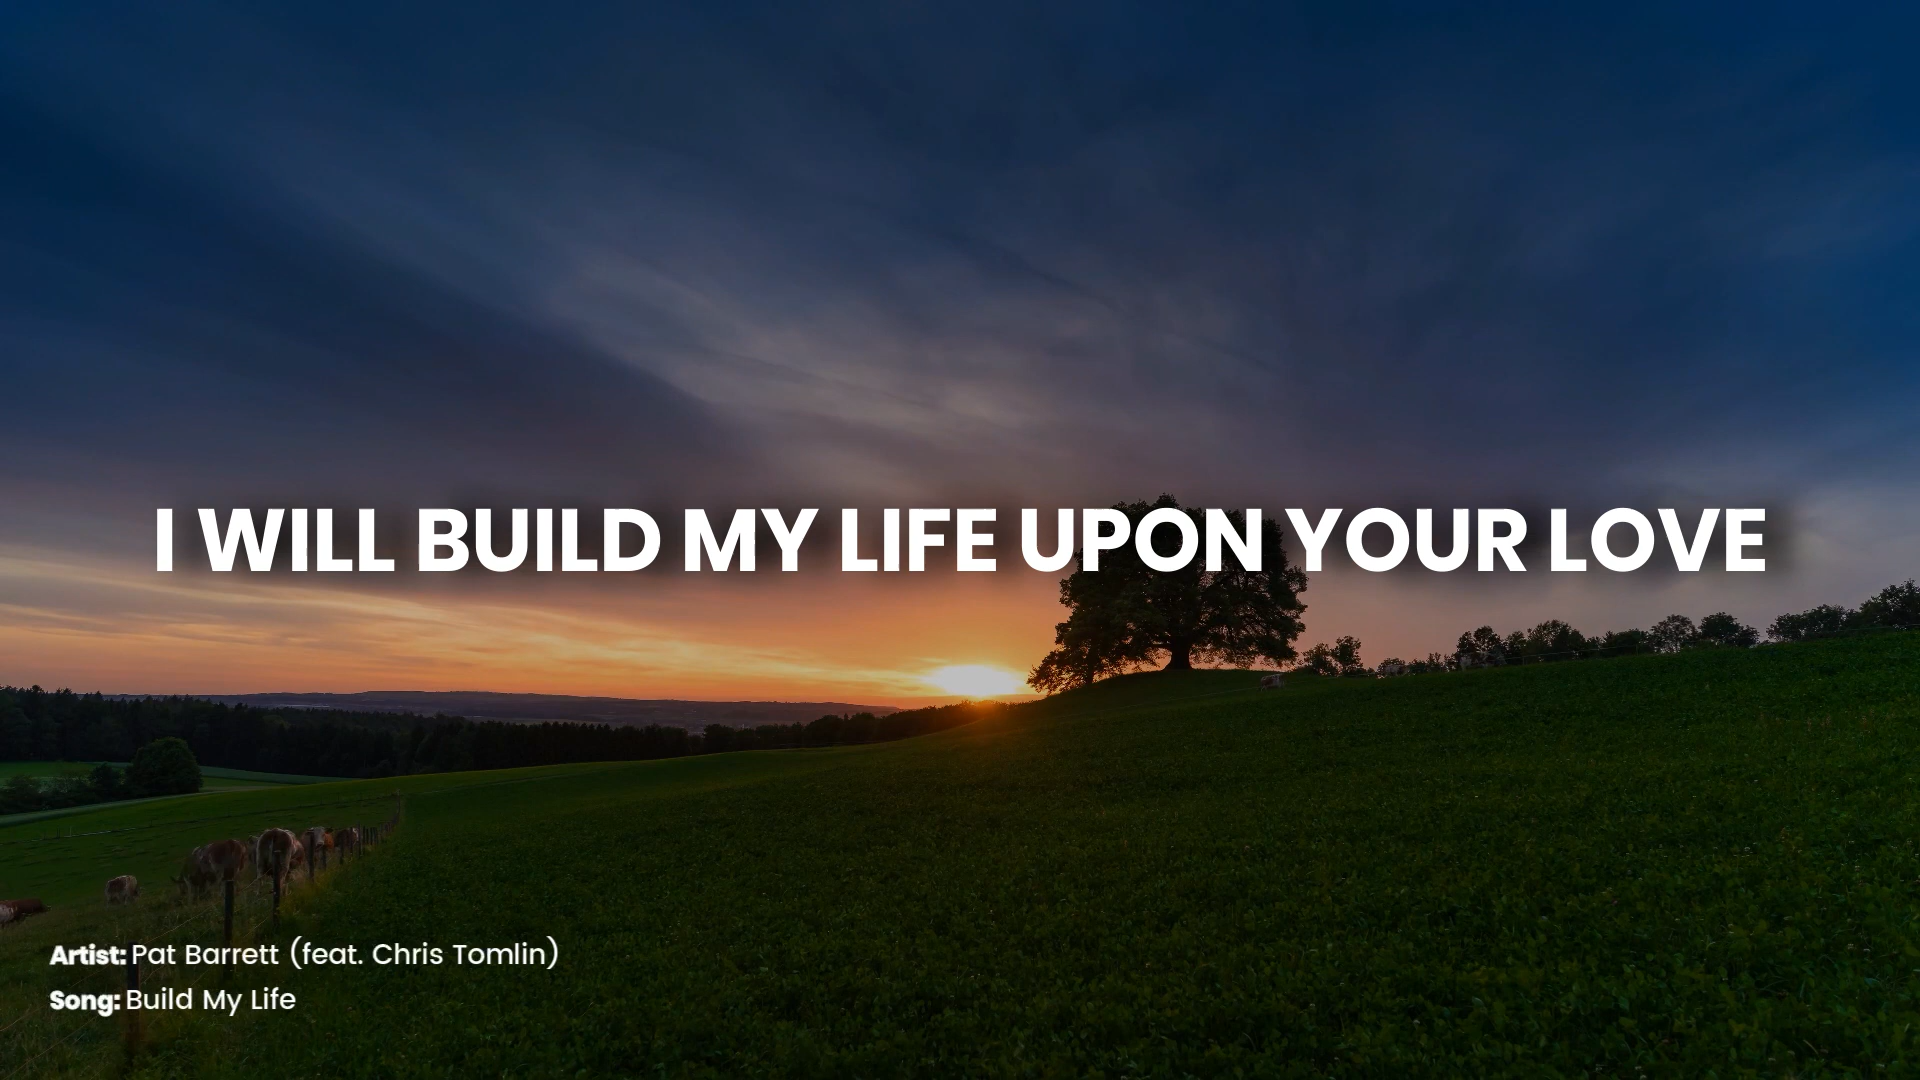 I WILL BUILD MY LIFE UPON YOUR LOVE
Artist: Pat Barrett (feat. Chris Tomlin)
Song: Build My Life